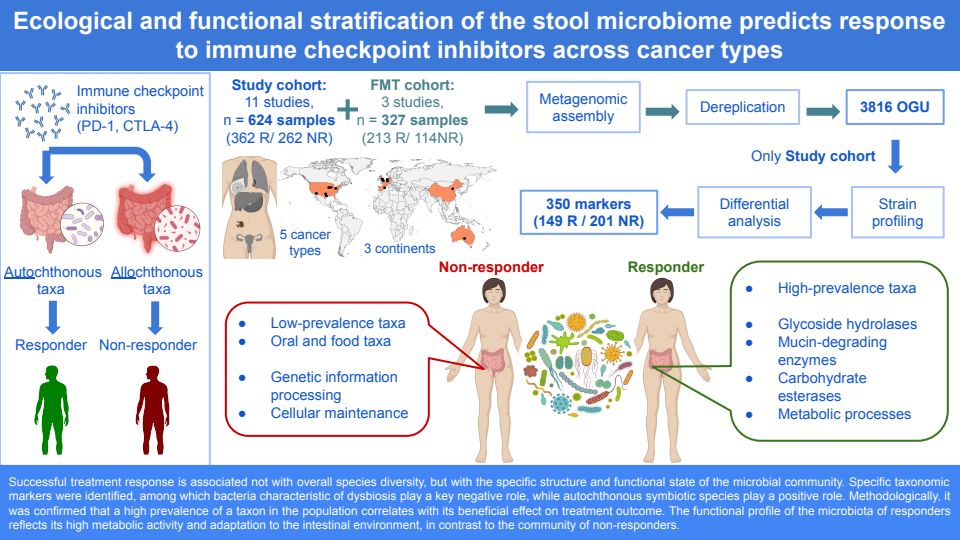 Ecological and functional stratification of the stool microbiome predicts response
to immune checkpoint inhibitors across cancer types
Immune checkpoint
inhibitors
(PD-1, CTLA-4)
Autochthonous
taxa
Allochthonous
taxa
Responder
Non-responder
Study cohort:
11 studies,
n = 624 samples
(362 R/ 262 NR)
+
FMT cohort:
3 studies,
n = 327 samples
(213 R/ 114NR)
Metagenomic
assembly
Dereplication
3816 OGU
Only Study cohort
Strain
profiling
Differential
analysis
350 markers
(149 R / 201 NR)
5 cancer
types
3 continents
Non-responder
Responder
● Low-prevalence taxa
● Oral and food taxa
● Genetic information
processing
● Cellular maintenance
● High-prevalence taxa
● Glycoside hydrolases
● Mucin-degrading
enzymes
● Carbohydrate
esterases
● Metabolic processes
Successful treatment response is associated not with overall species diversity, but with the specific structure and functional state of the microbial community. Specific taxonomic
markers were identified, among which bacteria characteristic of dysbiosis play a key negative role, while autochthonous symbiotic species play a positive role. Methodologically, it
was confirmed that a high prevalence of a taxon in the population correlates with its beneficial effect on treatment outcome. The functional profile of the microbiota of responders
reflects its high metabolic activity and adaptation to the intestinal environment, in contrast to the community of non-responders.